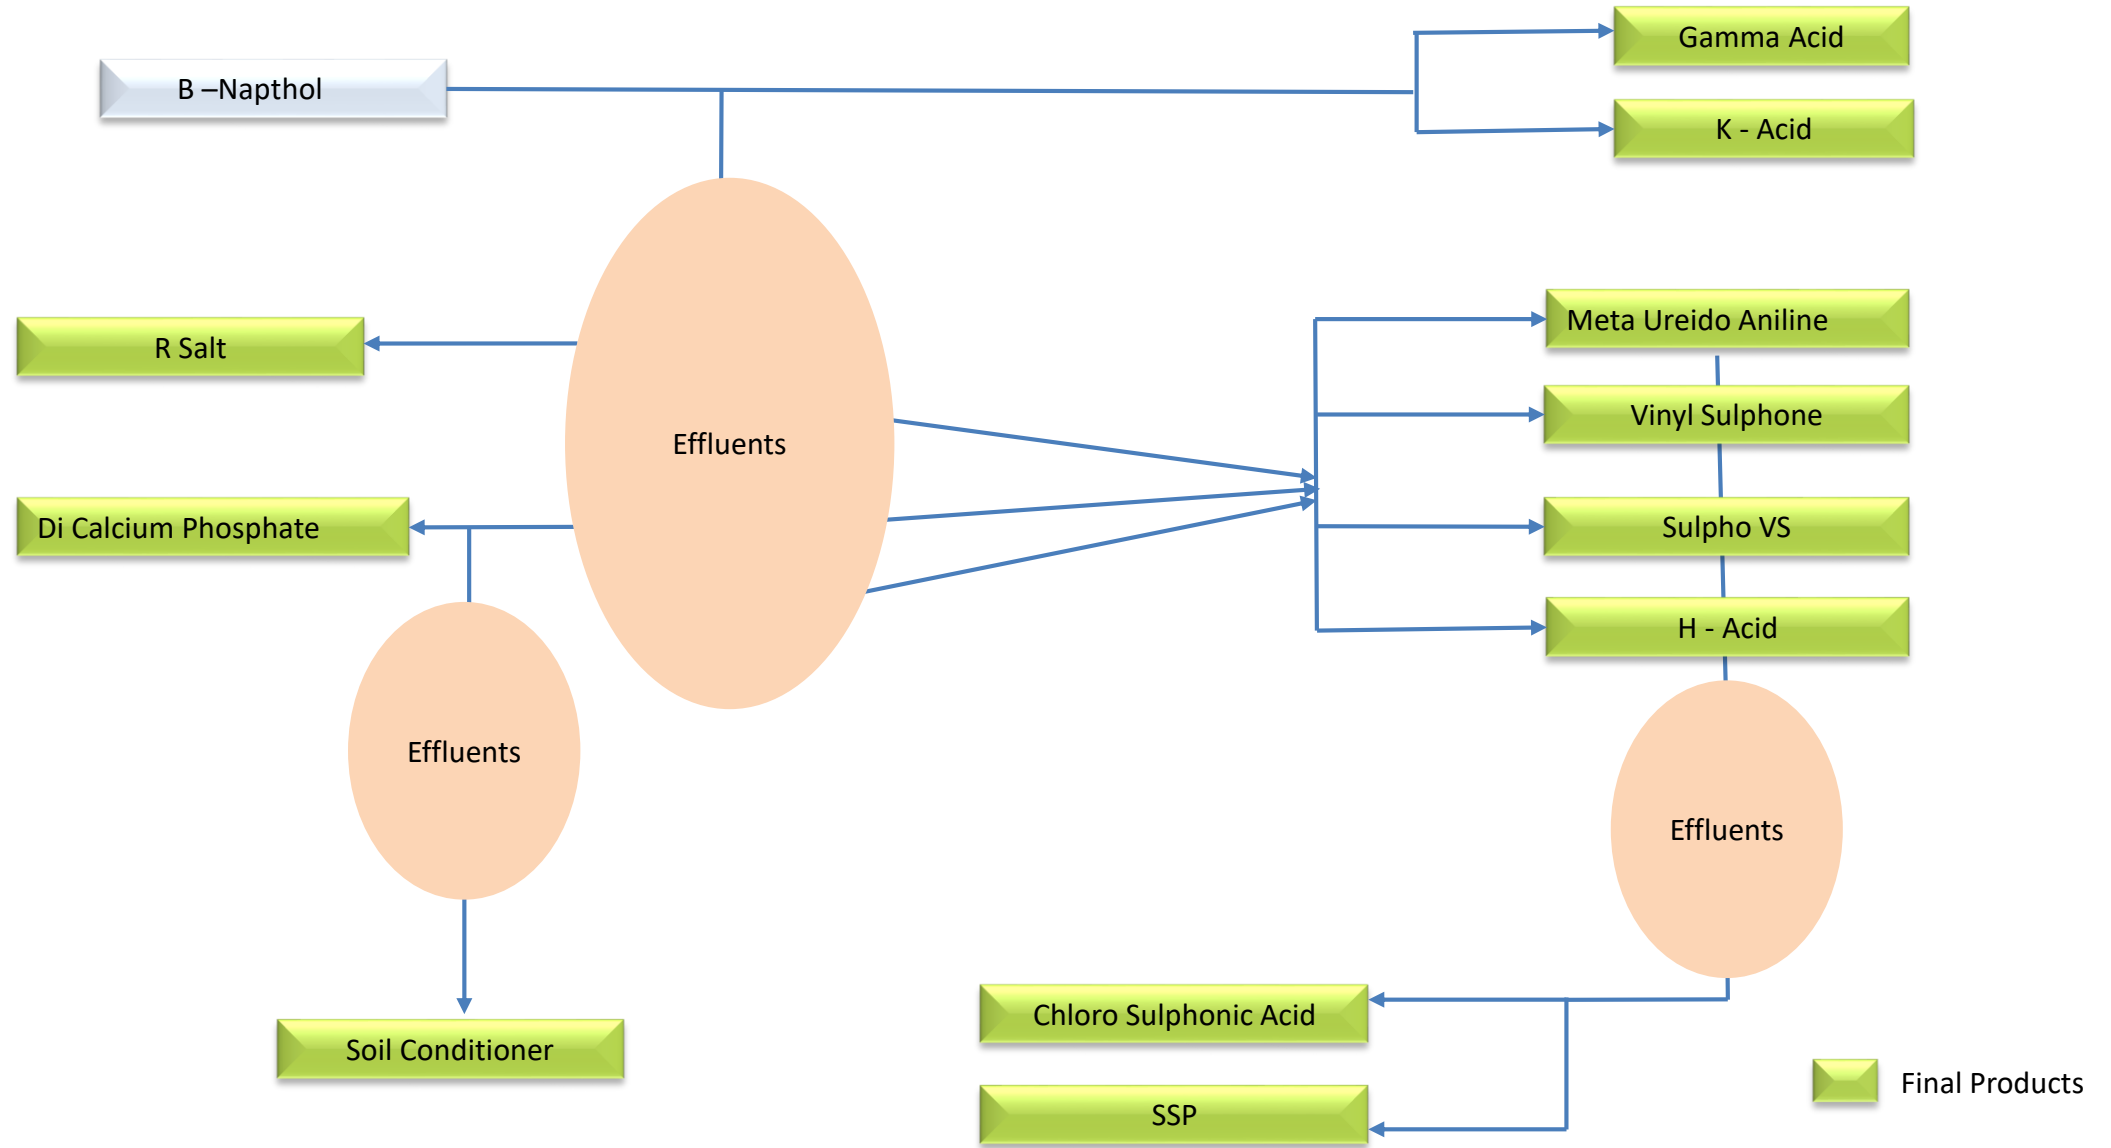 Gamma Acid
B –Napthol
K - Acid
Meta Ureido Aniline
R Salt
Vinyl Sulphone
Effluents
Di Calcium Phosphate
Sulpho VS
H - Acid
Effluents
Effluents
Chloro Sulphonic Acid
Soil Conditioner
Final Products
SSP